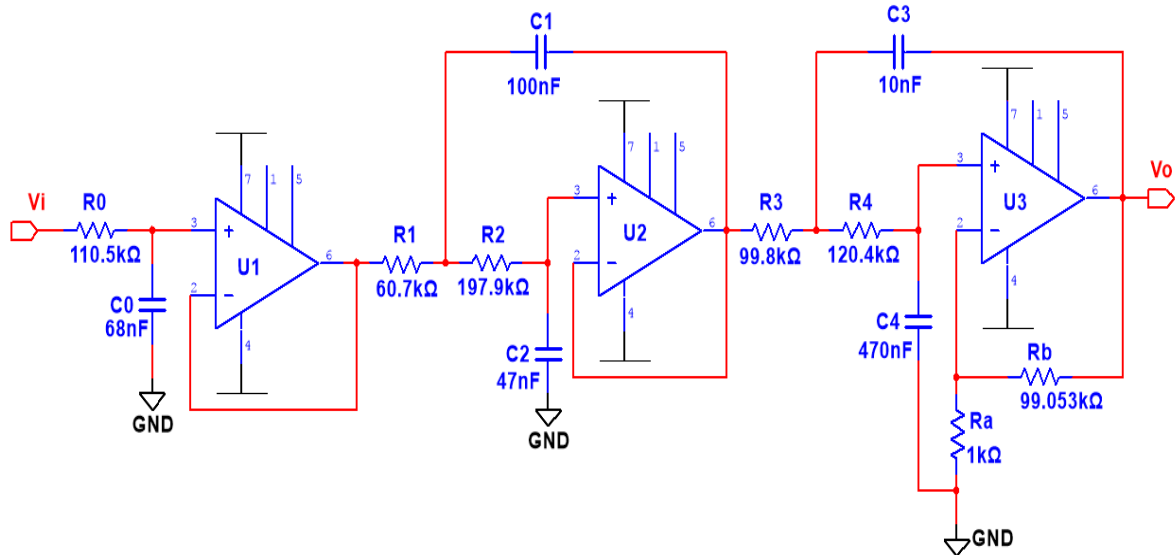 C1
100nF
C3
10nF
7
1
5
7
1
5
7
1
5
Vi
R0
110.5kΩ
3
+
U1
6
2
−
4
C0
68nF
GND
R1
60.7kΩ
R2
197.9kΩ
3
+
U2
6
2
−
4
C2
47nF
GND
R3
99.8kΩ
R4
120.4kΩ
3
+
U3
6
2
−
4
Vo
C4
470nF
Rb
99.053kΩ
Ra
1kΩ
GND